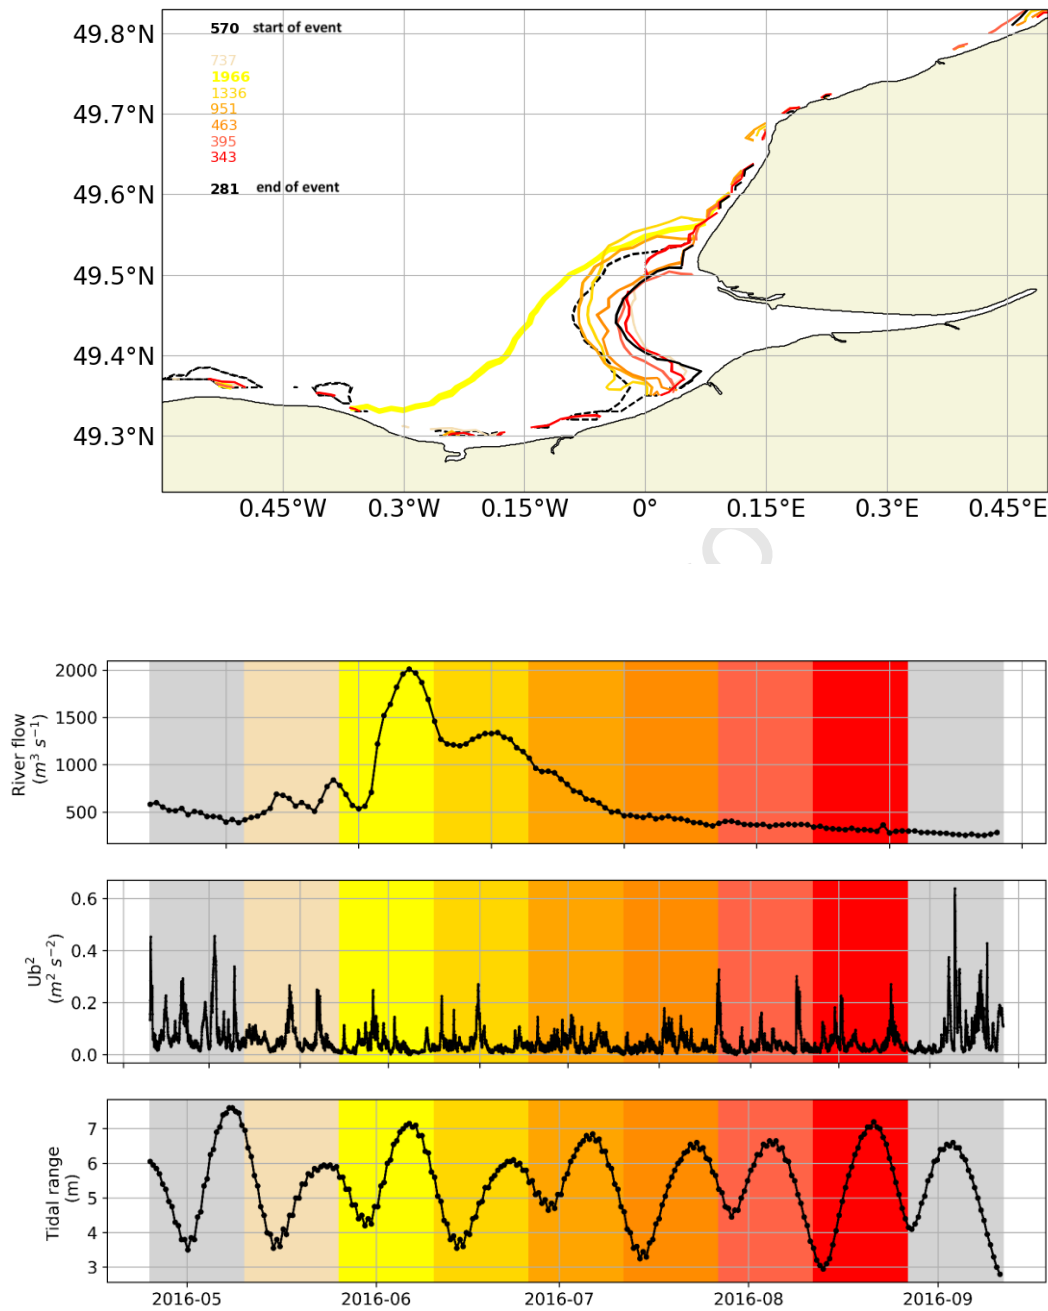 49.8°N
570 start of event
737
1966
1336
951
463
395
343
281 end of event
49.7°N
49.6°N
49.5°N
49.4°N
49.3°N
0.45°W 0.3°W 0.15°W 0° 0.15°E 0.3°E 0.45°E
River flow
(m³ s⁻¹)
2000
1500
1000
500
Ub²
(m² s⁻²)
0.6
0.4
0.2
0.0
Tidal range
(m)
7
6
5
4
3
2016-05 2016-06 2016-07 2016-08 2016-09